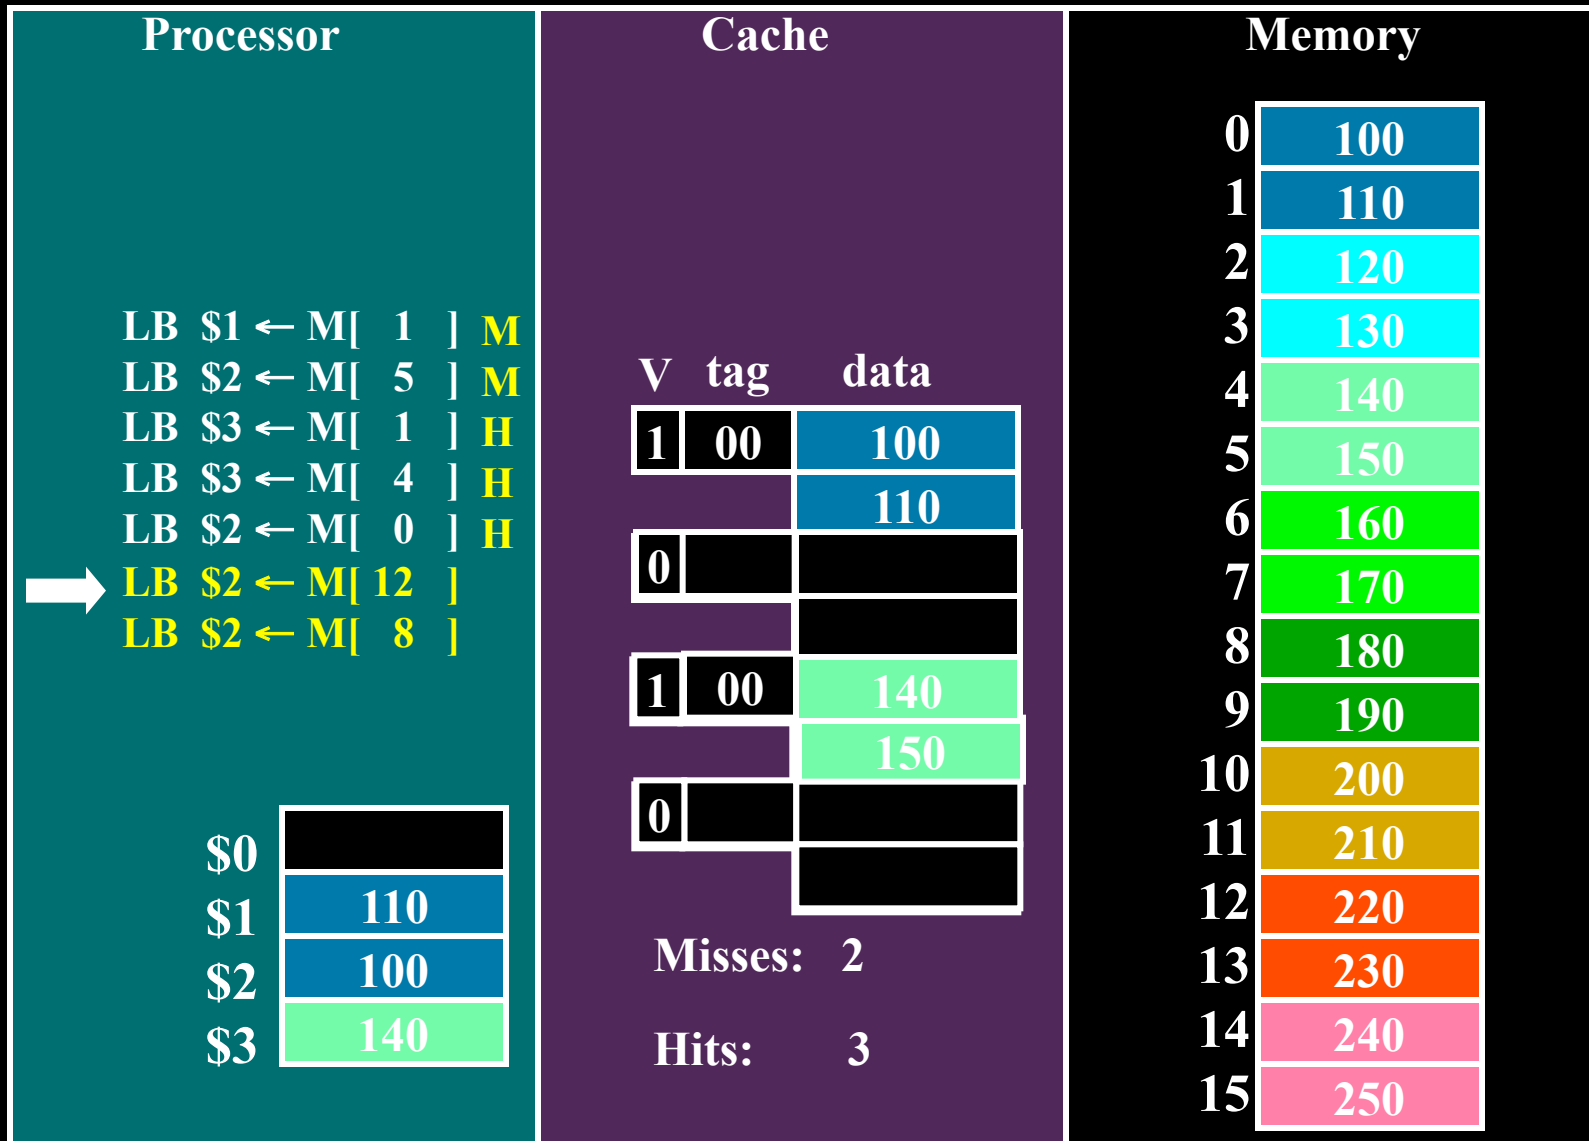 Processor
LB $1 ← M[ 1 ] M
LB $2 ← M[ 5 ] M
LB $3 ← M[ 1 ] H
LB $3 ← M[ 4 ] H
LB $2 ← M[ 0 ] H
LB $2 ← M[ 12 ]
LB $2 ← M[ 8 ]
$0
$1 110
$2 100
$3 140
Cache
V tag data
1 00 100
110
0
1 00 140
150
0
Misses: 2
Hits: 3
Memory
0 100
1 110
2 120
3 130
4 140
5 150
6 160
7 170
8 180
9 190
10 200
11 210
12 220
13 230
14 240
15 250